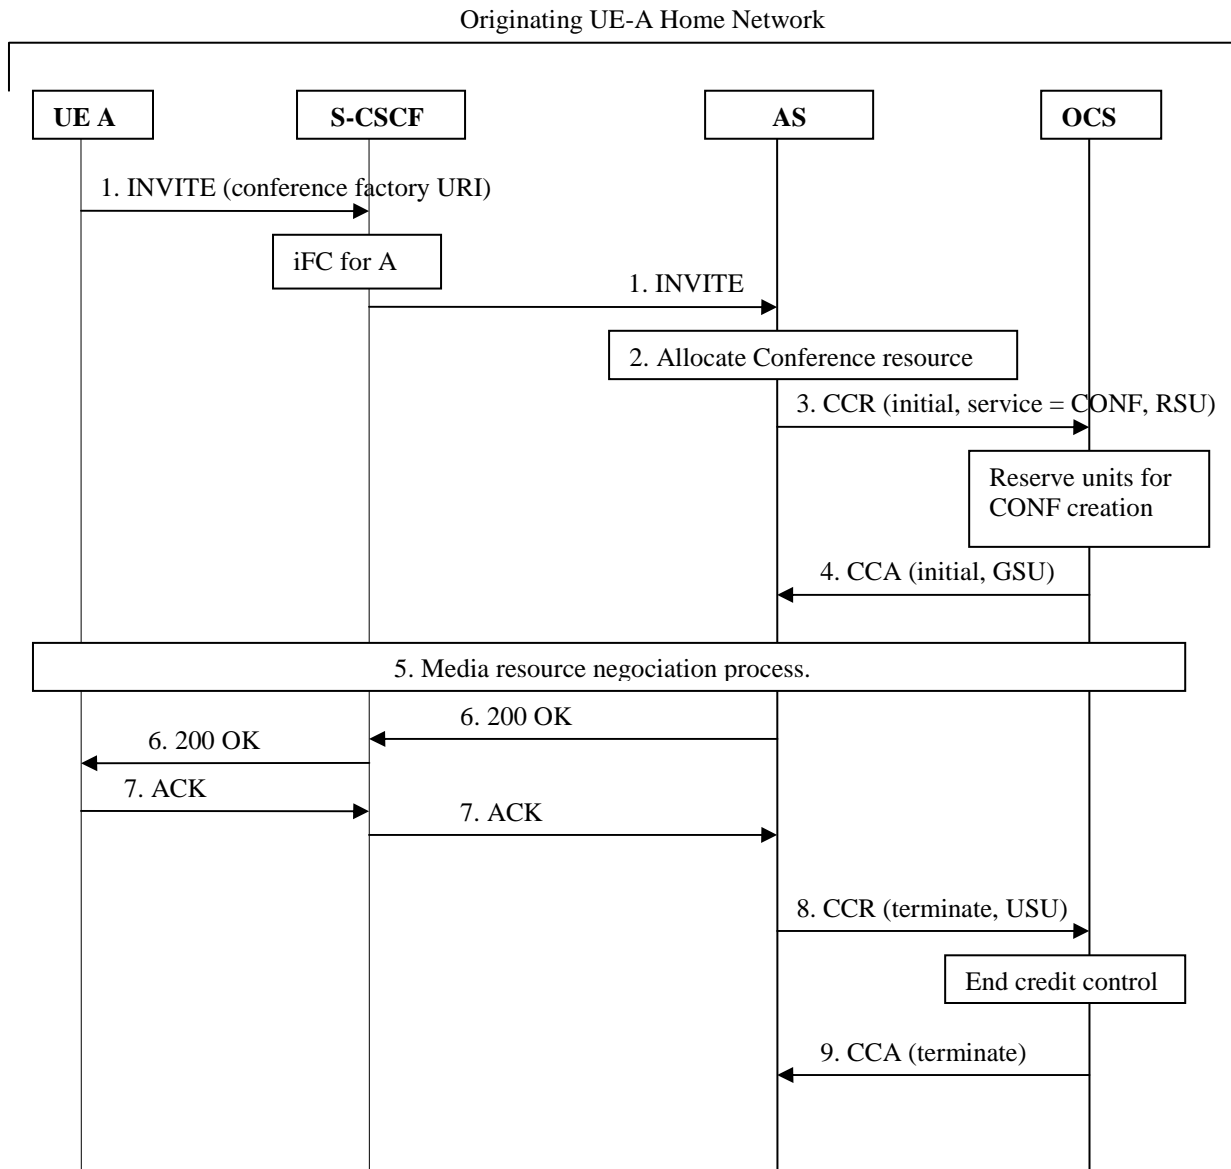 Originating UE-A Home Network
UE A
S-CSCF
AS
OCS
1. INVITE (conference factory URI)
iFC for A
1. INVITE
2. Allocate Conference resource
3. CCR (initial, service = CONF, RSU)
Reserve units for
CONF creation
4. CCA (initial, GSU)
5. Media resource negociation process.
6. 200 OK
6. 200 OK
7. ACK
7. ACK
8. CCR (terminate, USU)
End credit control
9. CCA (terminate)